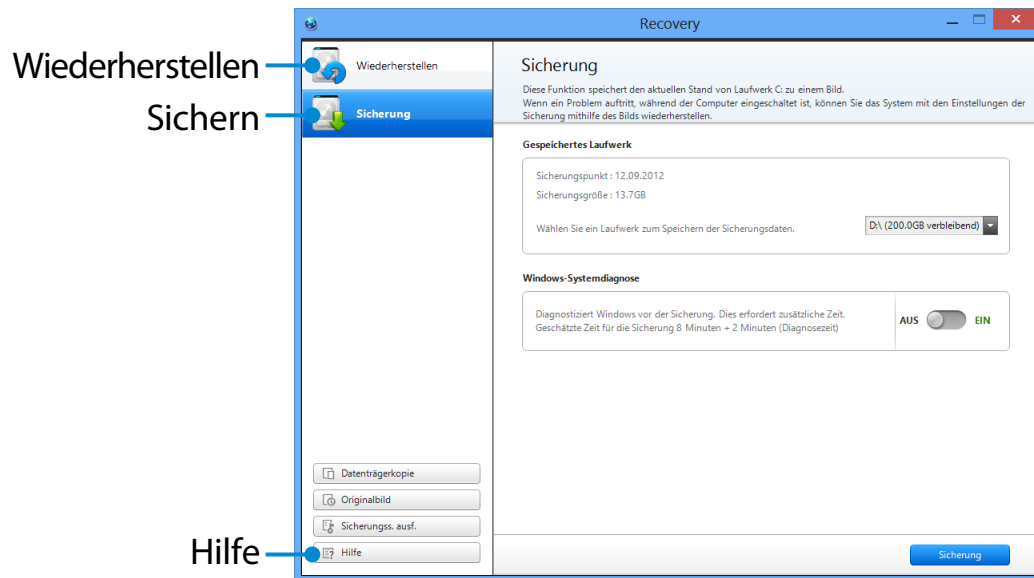 Recovery
Wiederherstellen
Sichern
Hilfe
Wiederherstellen
Sicherung
Datenträgerkopie
Originalbild
Sicherungss. ausf.
Hilfe
Sicherung
Diese Funktion speichert den aktuellen Stand von Laufwerk C: zu einem Bild.
Wenn ein Problem auftritt, während der Computer eingeschaltet ist, können Sie das System mit den Einstellungen der
Sicherung mithilfe des Bilds wiederherstellen.
Gespeichertes Laufwerk
Sicherungspunkt : 12.09.2012
Sicherungsgröße : 13.7GB
Wählen Sie ein Laufwerk zum Speichern der Sicherungsdaten.
D:\ (200.0GB verbleibend)
Windows-Systemdiagnose
Diagnostiziert Windows vor der Sicherung. Dies erfordert zusätzliche Zeit.
Geschätzte Zeit für die Sicherung 8 Minuten + 2 Minuten (Diagnosezeit)
AUS
EIN
Sicherung